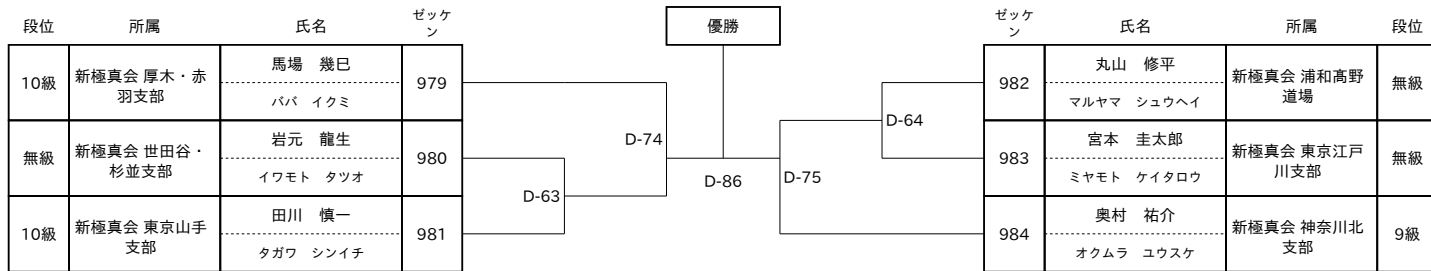 段位 所属 氏名 ゼッケ
ン
優勝
ゼッケ
ン 氏名 所属 段位
10級 新極真会 厚木・赤
羽支部 馬場 幾巳
ババ イクミ 979
無級 新極真会 世田谷・
杉並支部 岩元 龍生
イワモト タツオ 980
10級 新極真会 東京山手
支部 田川 慎一
タガワ シンイチ 981
D-74
D-63
D-86
D-75
D-64
982 丸山 修平
マルヤマ シュウヘイ 新極真会 浦和髙野
道場 無級
983 宮本 圭太郎
ミヤモト ケイタロウ 新極真会 東京江戸
川支部 無級
984 奥村 祐介
オクムラ ユウスケ 新極真会 神奈川北
支部 9級